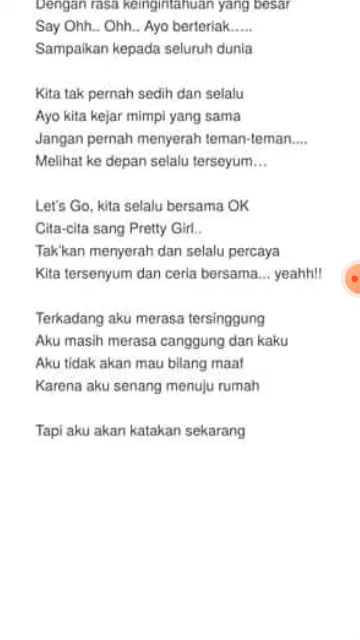 Dengan rasa keingintahuan yang besar
Say Ohh.. Ohh.. Ayo berteriak.....
Sampaikan kepada seluruh dunia
Kita tak pernah sedih dan selalu
Ayo kita kejar mimpi yang sama
Jangan pernah menyerah teman-teman....
Melihat ke depan selalu terseyum...
Let's Go, kita selalu bersama OK
Cita-cita sang Pretty Girl..
Tak'kan menyerah dan selalu percaya
Kita tersenyum dan ceria bersama... yeahh!!
Terkadang aku merasa tersinggung
Aku masih merasa canggung dan kaku
Aku tidak akan mau bilang maaf
Karena aku senang menuju rumah
Tapi aku akan katakan sekarang